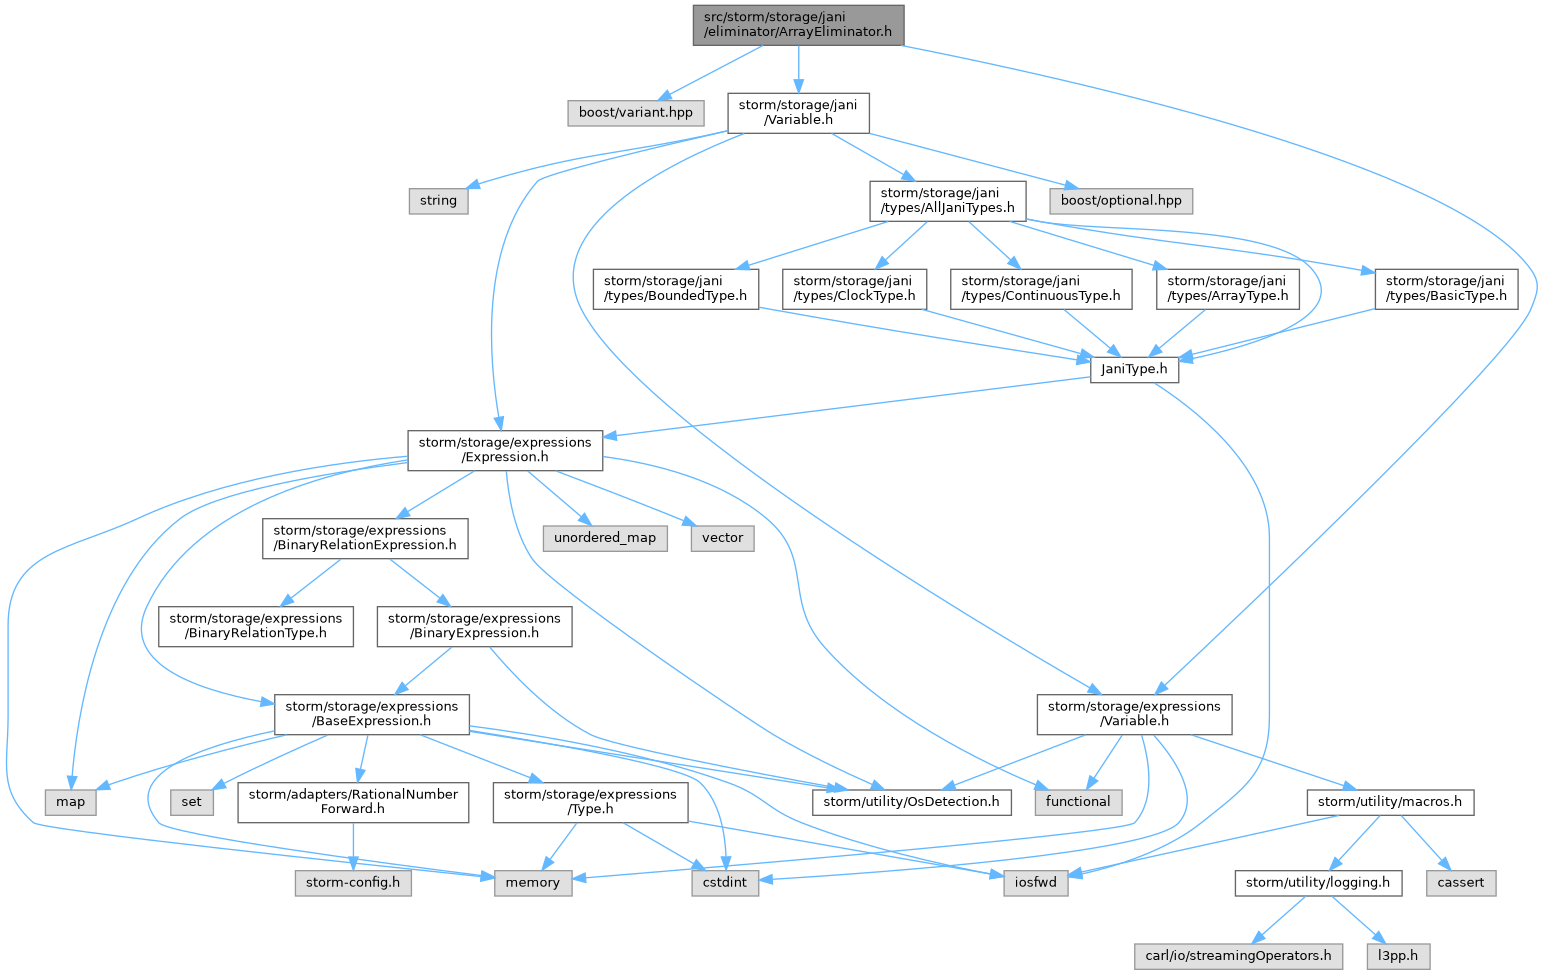 src/storm/storage/jani
/eliminator/ArrayEliminator.h
boost/variant.hpp
storm/storage/jani
/Variable.h
string
storm/storage/jani
/types/AllJaniTypes.h
boost/optional.hpp
storm/storage/jani
/types/BoundedType.h
storm/storage/jani
/types/ClockType.h
storm/storage/jani
/types/ContinuousType.h
storm/storage/jani
/types/ArrayType.h
storm/storage/jani
/types/BasicType.h
JaniType.h
storm/storage/expressions
/Expression.h
storm/storage/expressions
/BinaryRelationExpression.h
unordered_map
vector
storm/storage/expressions
/BinaryRelationType.h
storm/storage/expressions
/BinaryExpression.h
storm/storage/expressions
/BaseExpression.h
storm/storage/expressions
/Variable.h
map
set
storm/adapters/RationalNumber
Forward.h
storm/storage/expressions
/Type.h
storm/utility/OsDetection.h
functional
storm/utility/macros.h
storm-config.h
memory
cstdint
iosfwd
storm/utility/logging.h
cassert
carl/io/streamingOperators.h
l3pp.h